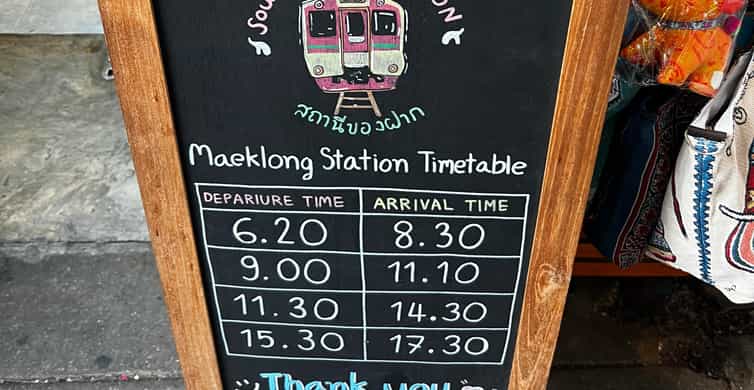 สถานีของฝาก
Maeklong Station Timetable
DEPARIURE TIME ARRIVAL TIME
6.20 8.30
9.00 11.10
11.30 14.30
15.30 17.30
Thank you